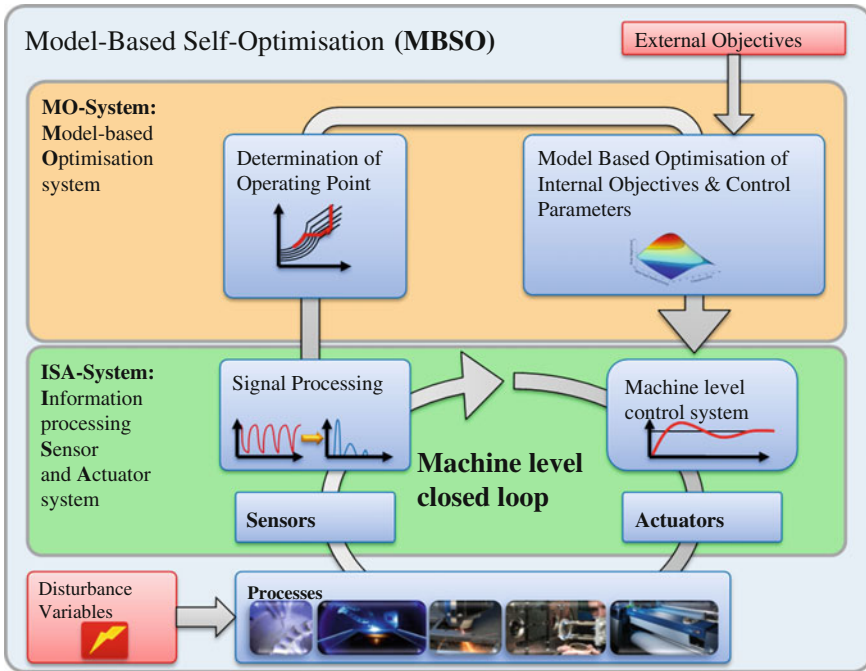 Model-Based Self-Optimisation (MBSO)
External Objectives
MO-System:
Model-based
Optimisation
system
Determination of
Operating Point
Model Based Optimisation of
Internal Objectives & Control
Parameters
ISA-System:
Information
processing
Sensor
and Actuator
system
Signal Processing
Machine level
control system
Machine level
closed loop
Sensors
Actuators
Disturbance
Variables
Processes